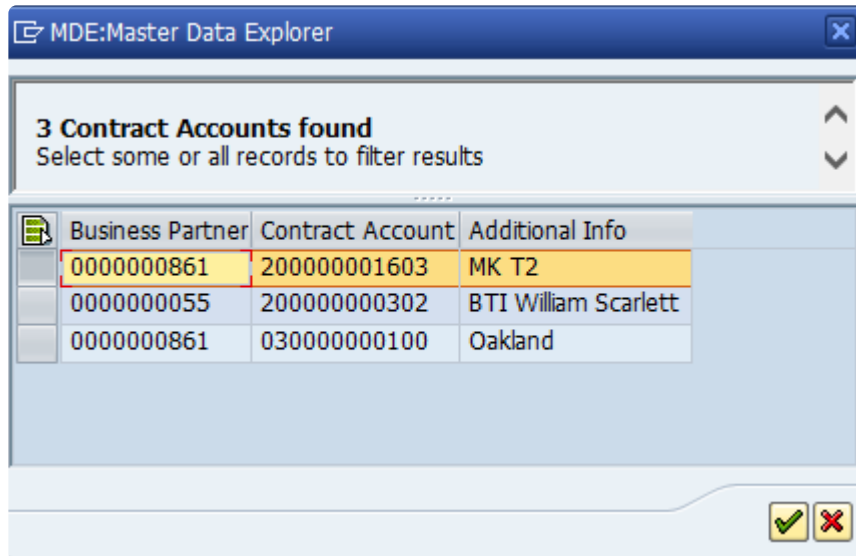 MDE:Master Data Explorer
3 Contract Accounts found
Select some or all records to filter results
Business Partner Contract Account Additional Info
0000000861 200000001603 MK T2
0000000055 200000000302 BTI William Scarlett
0000000861 030000000100 Oakland